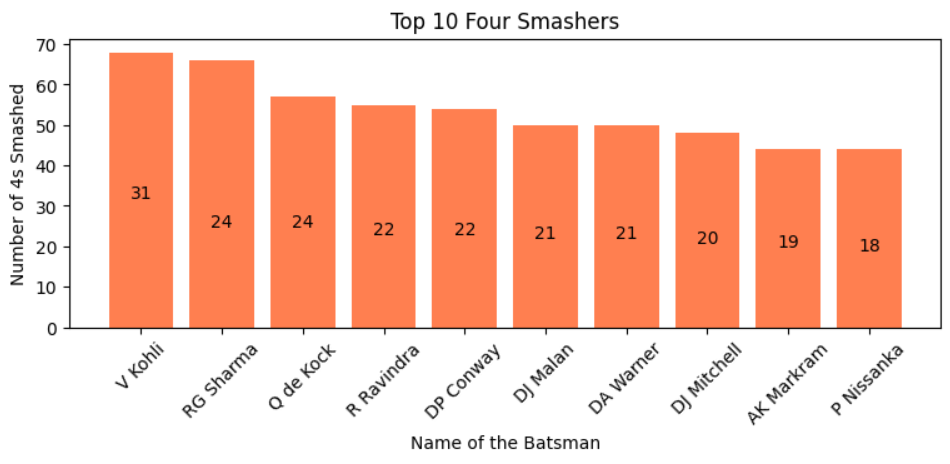 Top 10 Four Smashers
Number of 4s Smashed
70
60
50
40
30
20
10
0
31
24
24
22
22
21
21
20
19
18
V Kohli
RG Sharma
Q de Kock
R Ravindra
DP Conway
DJ Malan
DA Warner
DJ Mitchell
AK Markram
P Nissanka
Name of the Batsman